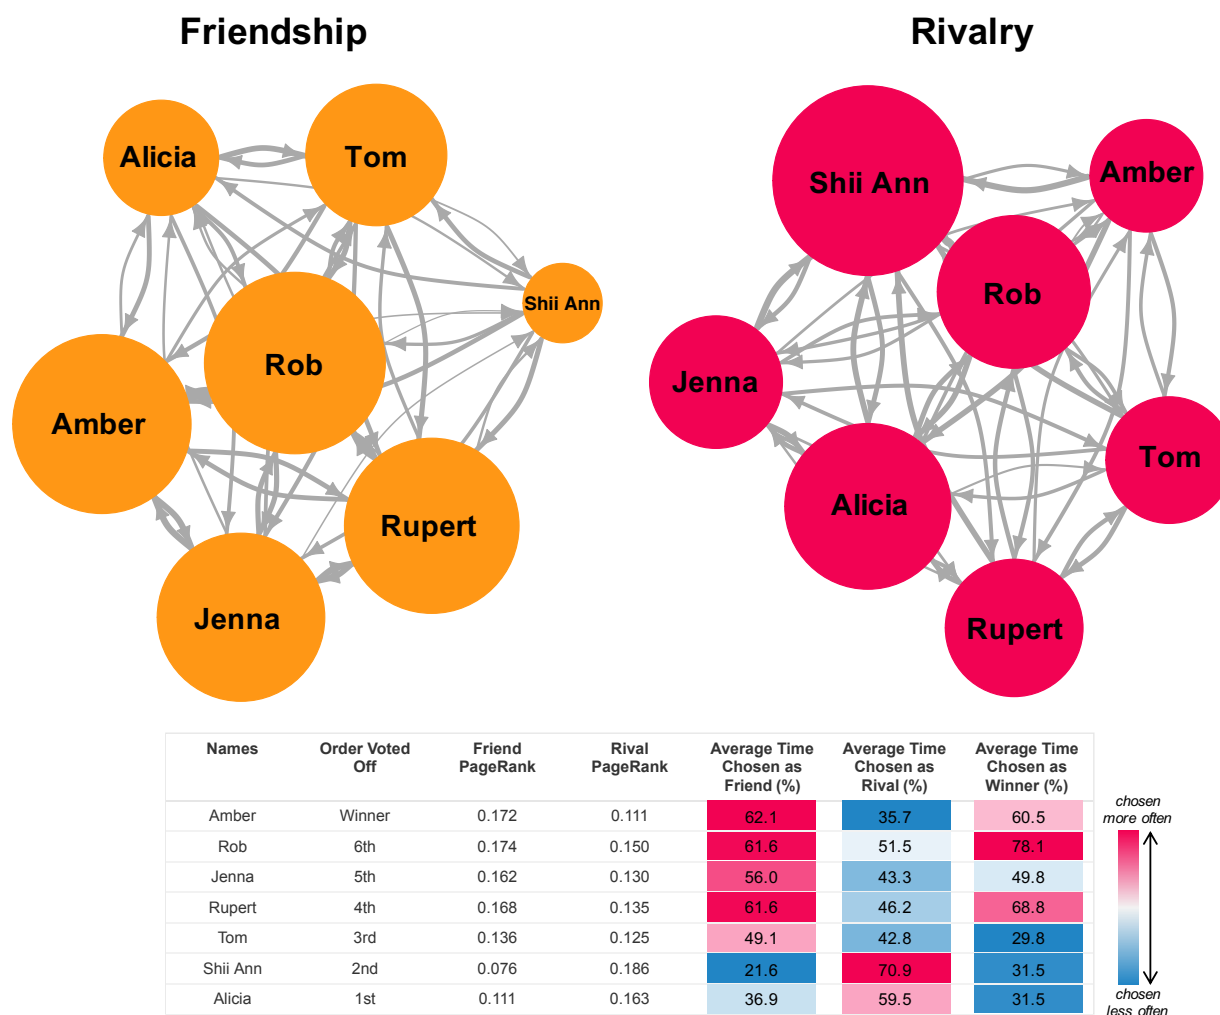 Friendship
Rivalry
Alicia
Tom
Shii Ann
Rob
Amber
Rupert
Jenna
Shii Ann
Amber
Rob
Jenna
Tom
Alicia
Rupert
Names Order Voted Friend Rival Average Time Average Time Average Time
Off PageRank PageRank Chosen as Chosen as Chosen as
Friend (%) Rival (%) Winner (%)
Amber Winner 0.172 0.111 62.1 35.7 60.5
Rob 6th 0.174 0.150 61.6 51.5 78.1
Jenna 5th 0.162 0.130 56.0 43.3 49.8
Rupert 4th 0.168 0.135 61.6 46.2 68.8
Tom 3rd 0.136 0.125 49.1 42.8 29.8
Shii Ann 2nd 0.076 0.186 21.6 70.9 31.5
Alicia 1st 0.111 0.163 36.9 59.5 31.5
chosen
more often
chosen
less often